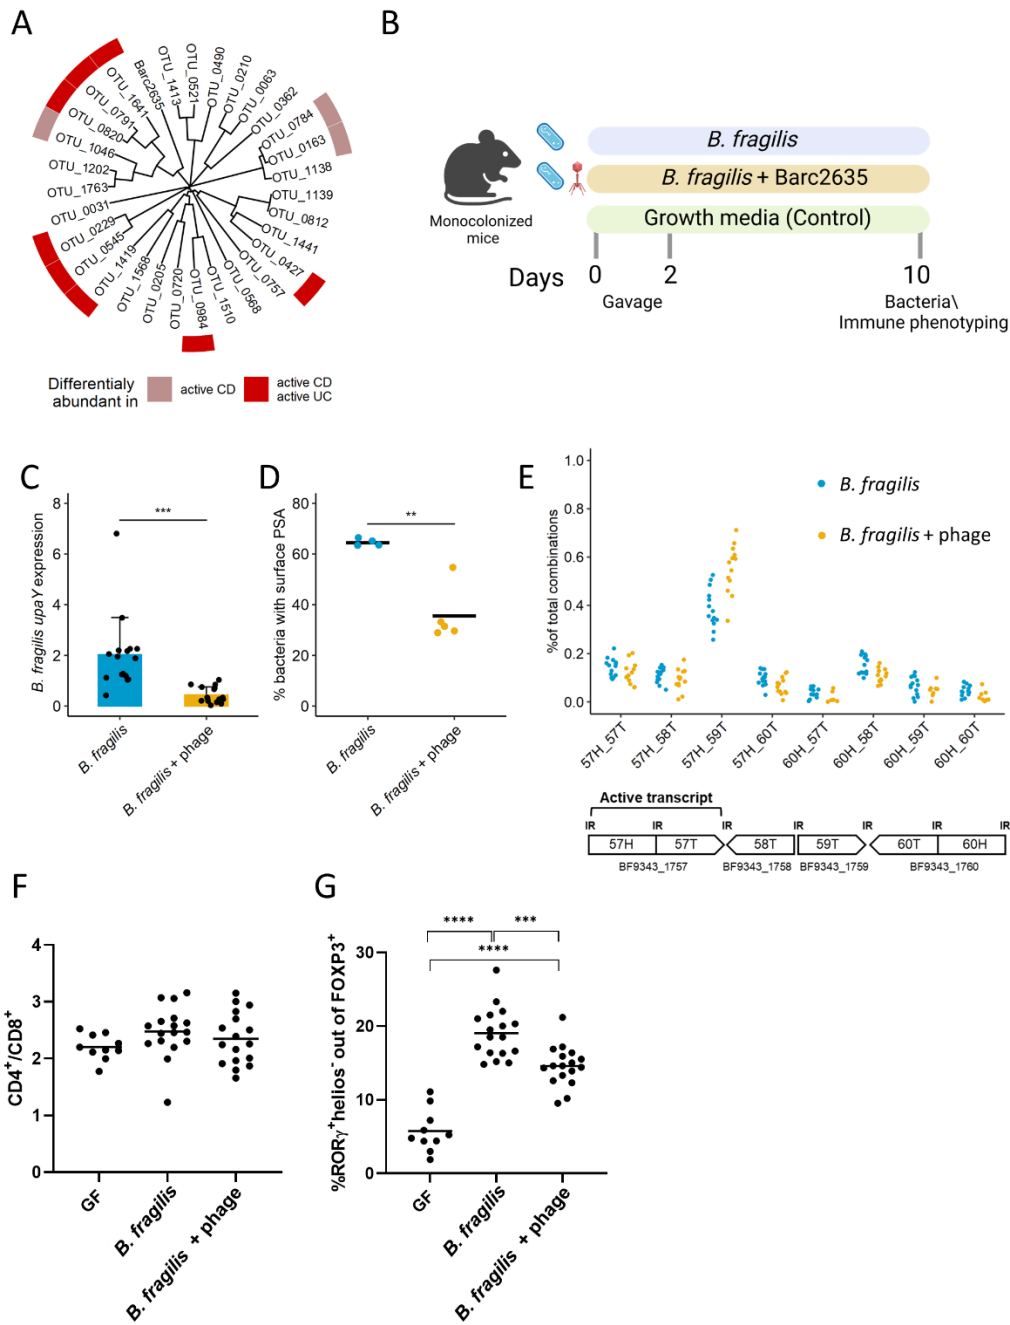 A
OTU_0031
OTU_1763
OTU_1202
OTU_1046
OTU_0820
OTU_0791
OTU_1641
Barc2635
OTU_1413
OTU_0521
OTU_0490
OTU_0210
OTU_0063
OTU_0362
OTU_0784
OTU_0163
OTU_1138
OTU_1139
OTU_0812
OTU_1441
OTU_0427
OTU_0757
OTU_0568
OTU_1510
OTU_0984
OTU_0720
OTU_0205
OTU_1568
OTU_1419
OTU_0545
OTU_0229
Differentialy
abundant in
active CD
active CD
active UC
B
Monocolonized
mice
B. fragilis
B. fragilis + Barc2635
Growth media (Control)
Days
0
2
10
Gavage
Bacteria\
Immune phenotyping
C
B. fragilis upaY expression
8
6
4
2
0
***
B. fragilis
B. fragilis + phage
D
% bacteria with surface PSA
80
60
40
20
0
**
B. fragilis
B. fragilis + phage
E
%of total combinations
1.0
0.8
0.6
0.4
0.2
0.0
B. fragilis
B. fragilis + phage
57H_57T
57H_58T
57H_59T
57H_60T
60H_57T
60H_58T
60H_59T
60H_60T
Active transcript
IR IR IR IR IR IR IR
57H 57T 58T 59T 60T 60H
BF9343_1757 BF9343_1758 BF9343_1759 BF9343_1760
F
CD4+/CD8+
4
3
2
1
0
GF
B. fragilis
B. fragilis + phage
G
%RORγ+helios- out of FOXP3+
30
20
10
0
**** ***
****
GF
B. fragilis
B. fragilis + phage